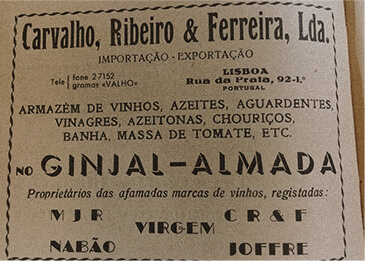 Carvalho, Ribeiro & Ferreira, Lda.
IMPORTAÇÃO - EXPORTAÇÃO
Tele { fone 27152
gramas «VALHO»
LISBOA
Rua da Prata, 92-1.º
PORTUGAL
ARMAZÉM DE VINHOS, AZEITES, AGUARDENTES,
VINAGRES, AZEITONAS, CHOURIÇOS,
BANHA, MASSA DE TOMATE, ETC.
NO GINJAL-ALMADA
Proprietários das afamadas marcas de vinhos, registadas:
MJR CR&F
VIRGEM
NABÃO JOFFRE